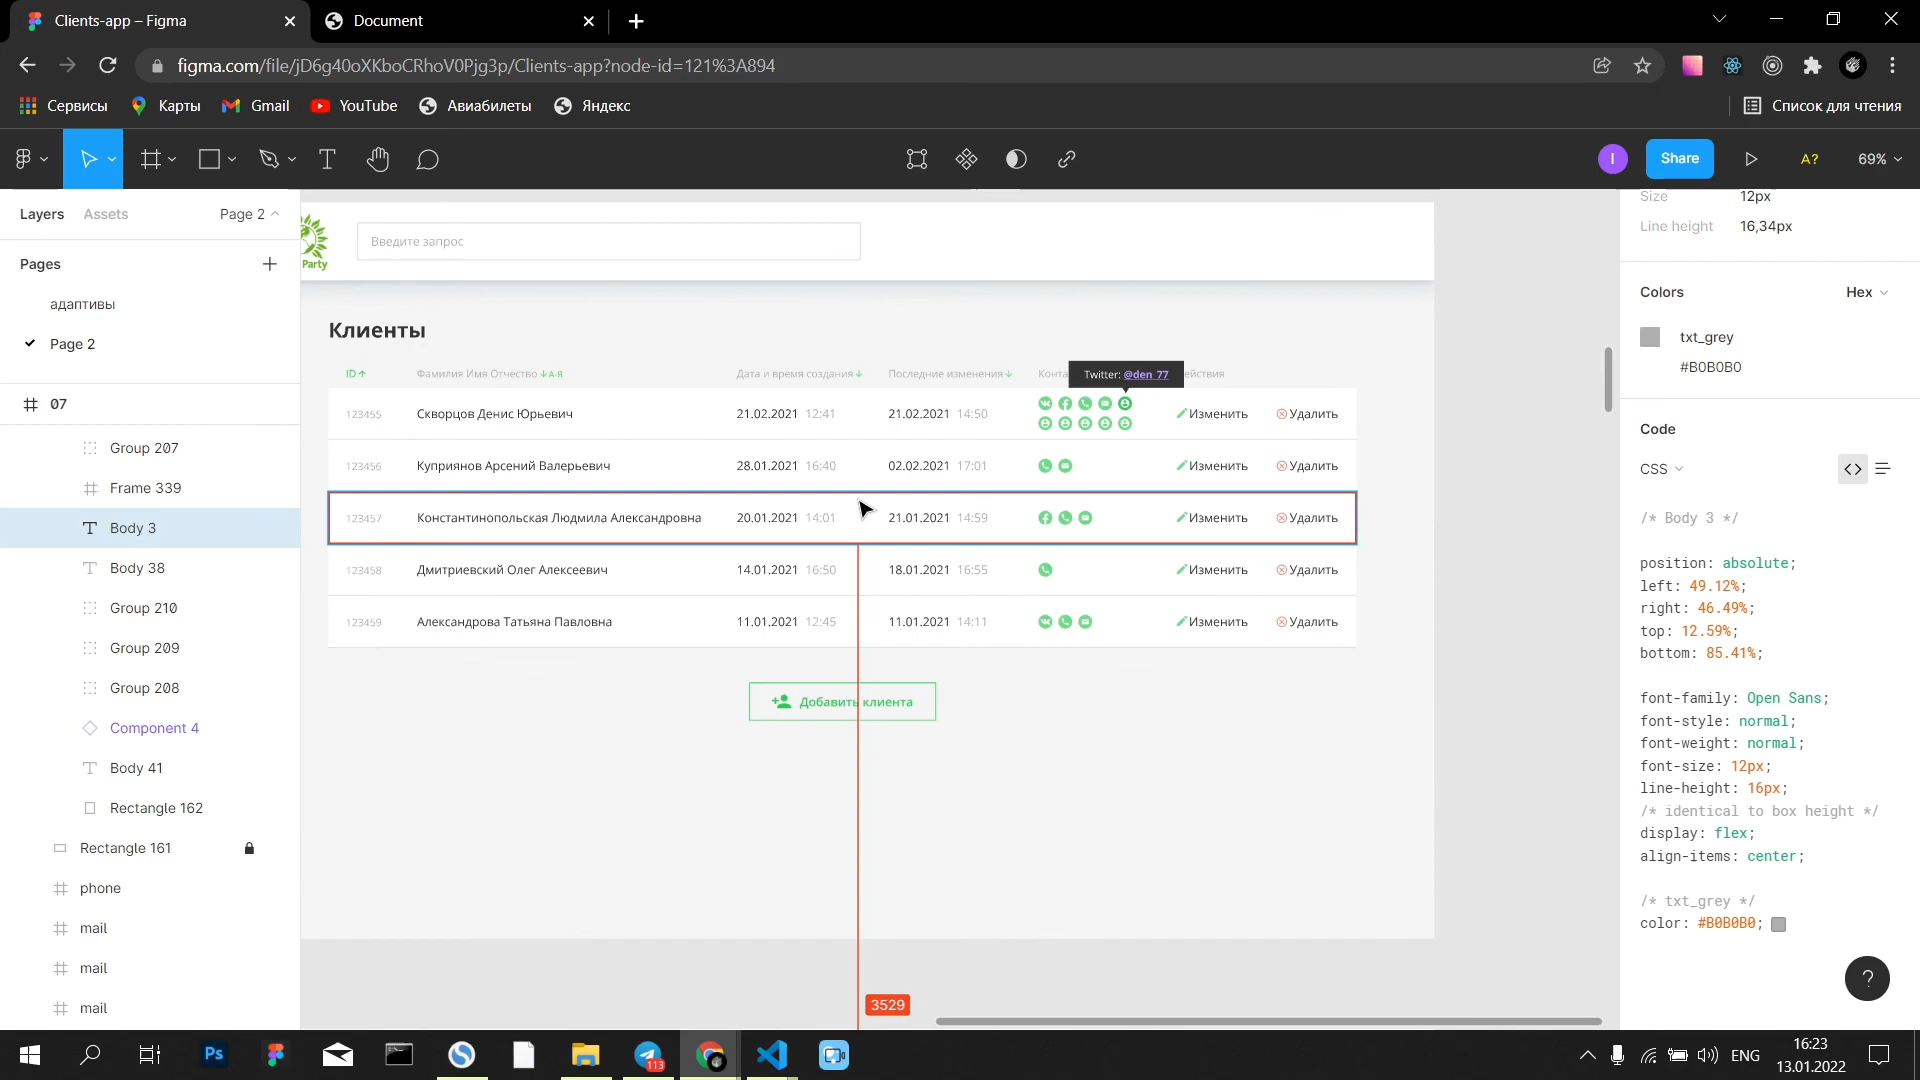 Clients-app – Figma
Document
figma.com/file/jD6g40oXKboCRhoV0Pjg3p/Clients-app?node-id=121%3A894
Сервисы
Карты
Gmail
YouTube
Авиабилеты
Яндекс
Список для чтения
I
Share
A?
69%
Layers
Assets
Page 2
Pages
адаптивы
Page 2
07
Group 207
Frame 339
Body 3
Body 38
Group 210
Group 209
Group 208
Component 4
Body 41
Rectangle 162
Rectangle 161
phone
mail
mail
mail
Party
Введите запрос
Клиенты
ID
Фамилия Имя Отчество
А-Я
Дата и время создания
Последние изменения
Конта
Twitter: @den_77
ействия
123455 Скворцов Денис Юрьевич 21.02.2021 12:41 21.02.2021 14:50 Изменить Удалить
123456 Куприянов Арсений Валерьевич 28.01.2021 16:40 02.02.2021 17:01 Изменить Удалить
123457 Константинопольская Людмила Александровна 20.01.2021 14:01 21.01.2021 14:59 Изменить Удалить
123458 Дмитриевский Олег Алексеевич 14.01.2021 16:50 18.01.2021 16:55 Изменить Удалить
123459 Александрова Татьяна Павловна 11.01.2021 12:45 11.01.2021 14:11 Изменить Удалить
Добавить клиента
3529
Size 12px
Line height 16,34px
Colors
Hex
txt_grey
#B0B0B0
Code
CSS
/* Body 3 */
position: absolute;
left: 49.12%;
right: 46.49%;
top: 12.59%;
bottom: 85.41%;
font-family: Open Sans;
font-style: normal;
font-weight: normal;
font-size: 12px;
line-height: 16px;
/* identical to box height */
display: flex;
align-items: center;
/* txt_grey */
color: #B0B0B0;
?
Ps
113
ENG
16:23
13.01.2022